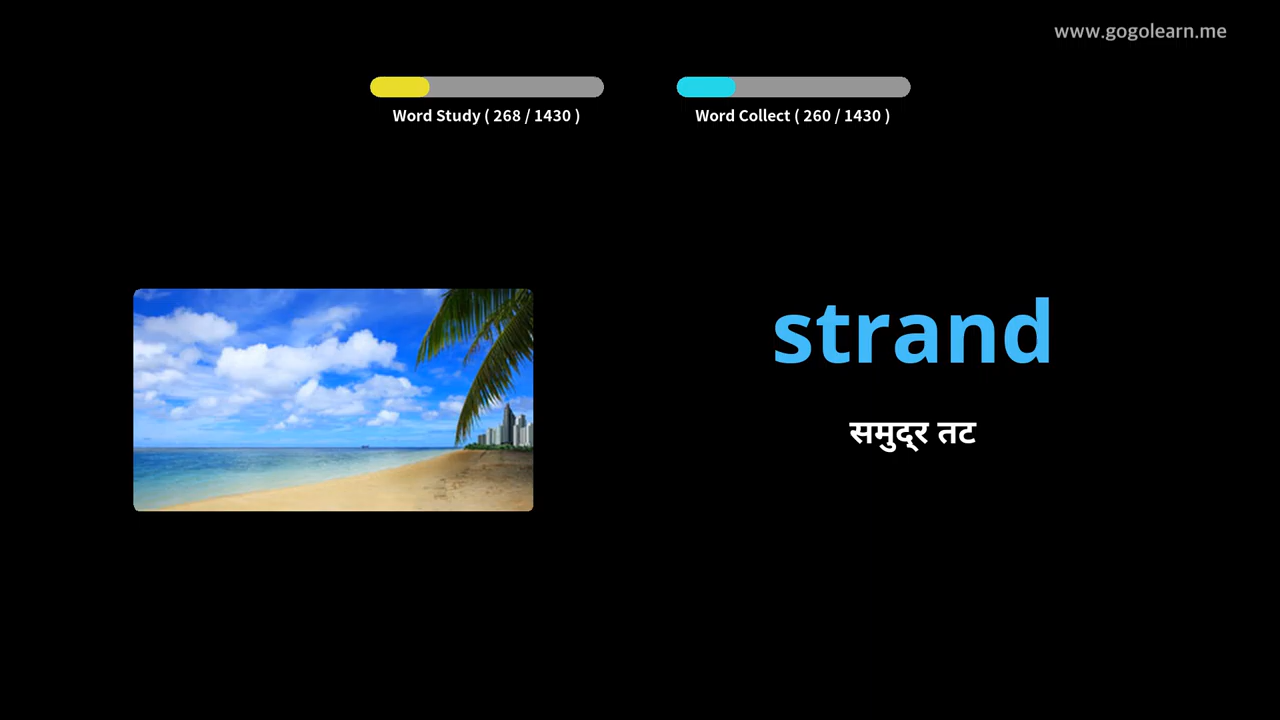 www.gogolearn.me
Word Study ( 268 / 1430 )
Word Collect ( 260 / 1430 )
strand
समुद्र तट